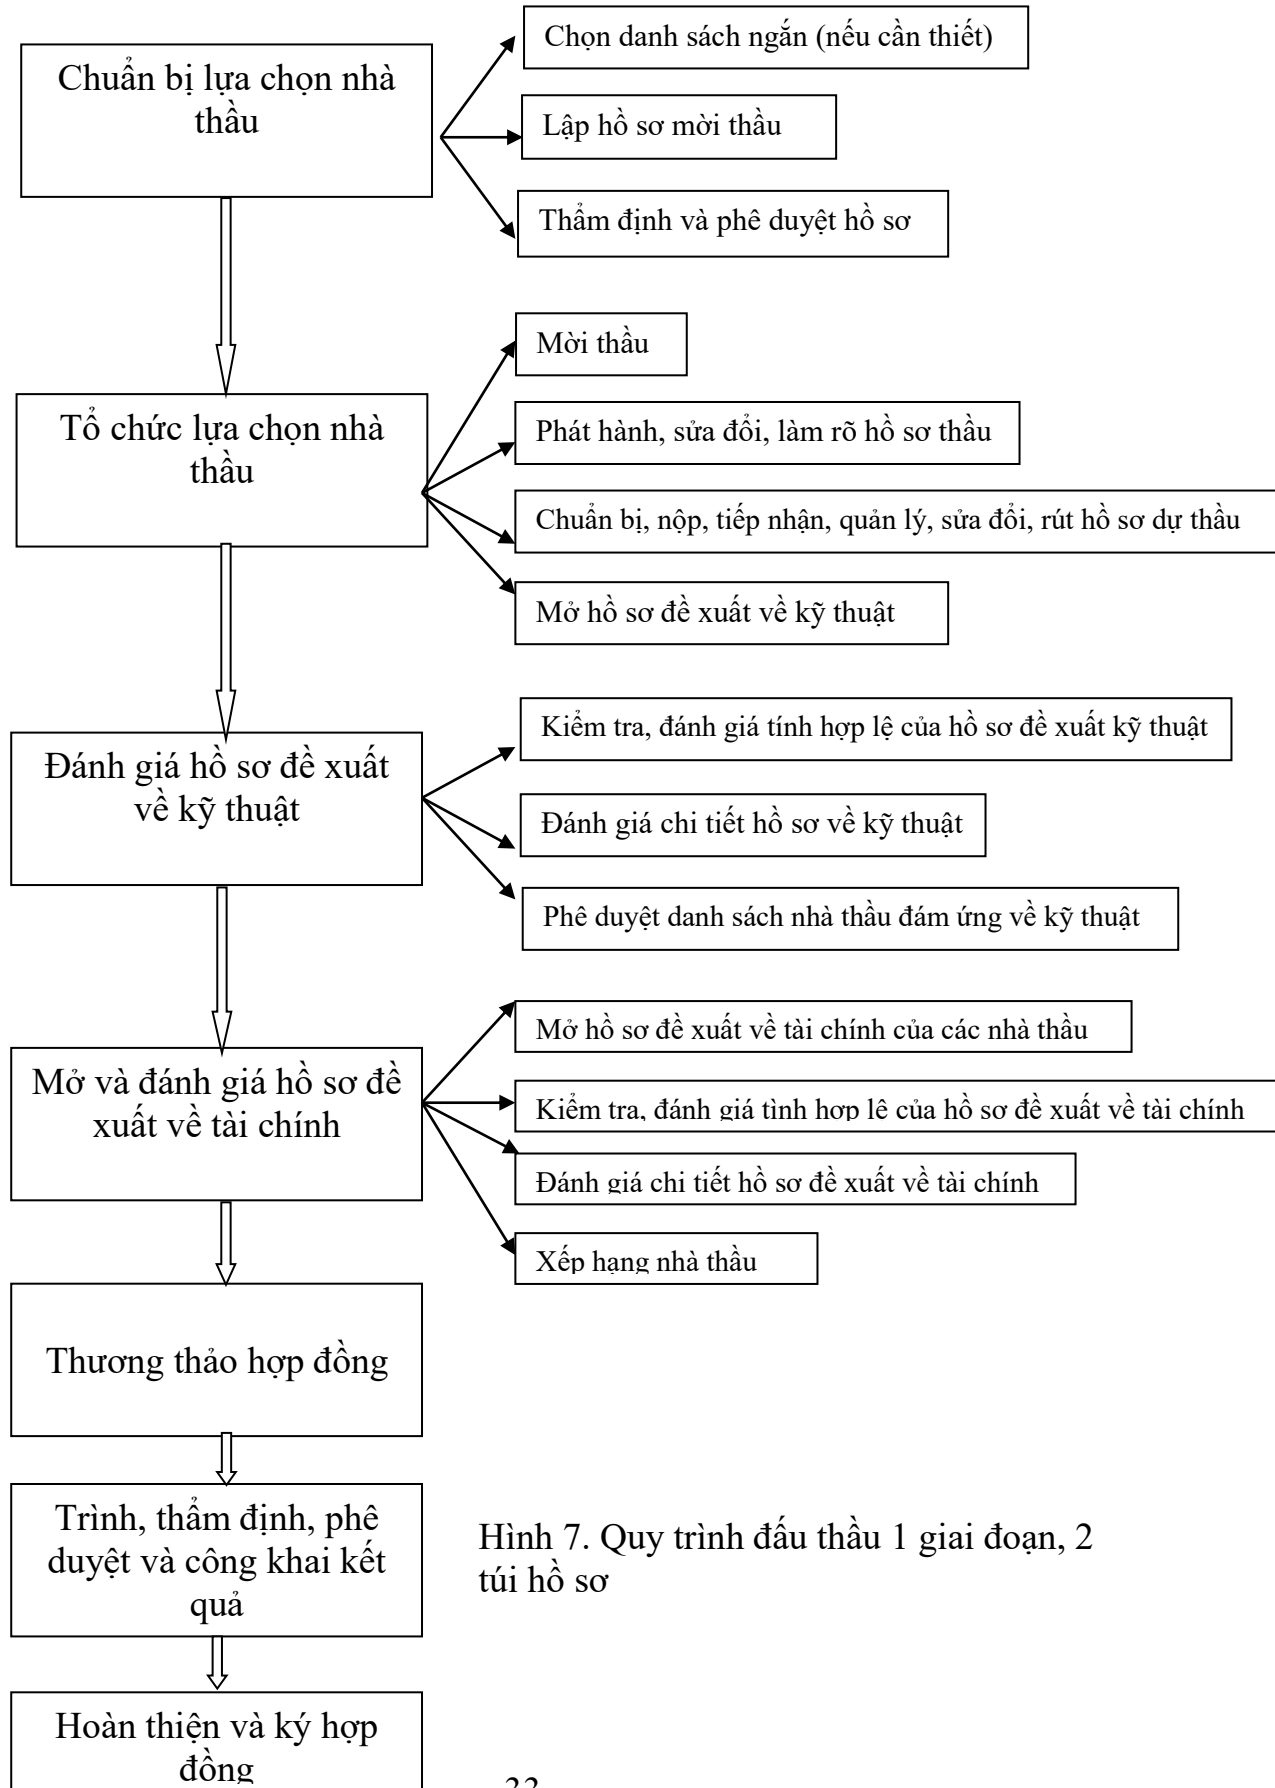 Chuẩn bị lựa chọn nhà
thầu
Chọn danh sách ngắn (nếu cần thiết)
Lập hồ sơ mời thầu
Thẩm định và phê duyệt hồ sơ
Tổ chức lựa chọn nhà
thầu
Mời thầu
Phát hành, sửa đổi, làm rõ hồ sơ thầu
Chuẩn bị, nộp, tiếp nhận, quản lý, sửa đổi, rút hồ sơ dự thầu
Mở hồ sơ đề xuất về kỹ thuật
Đánh giá hồ sơ đề xuất
về kỹ thuật
Kiểm tra, đánh giá tính hợp lệ của hồ sơ đề xuất kỹ thuật
Đánh giá chi tiết hồ sơ về kỹ thuật
Phê duyệt danh sách nhà thầu đám ứng về kỹ thuật
Mở và đánh giá hồ sơ đề
xuất về tài chính
Mở hồ sơ đề xuất về tài chính của các nhà thầu
Kiểm tra, đánh giá tình hợp lệ của hồ sơ đề xuất về tài chính
Đánh giá chi tiết hồ sơ đề xuất về tài chính
Xếp hạng nhà thầu
Thương thảo hợp đồng
Trình, thẩm định, phê
duyệt và công khai kết
quả
Hình 7. Quy trình đấu thầu 1 giai đoạn, 2
túi hồ sơ
Hoàn thiện và ký hợp
đồng